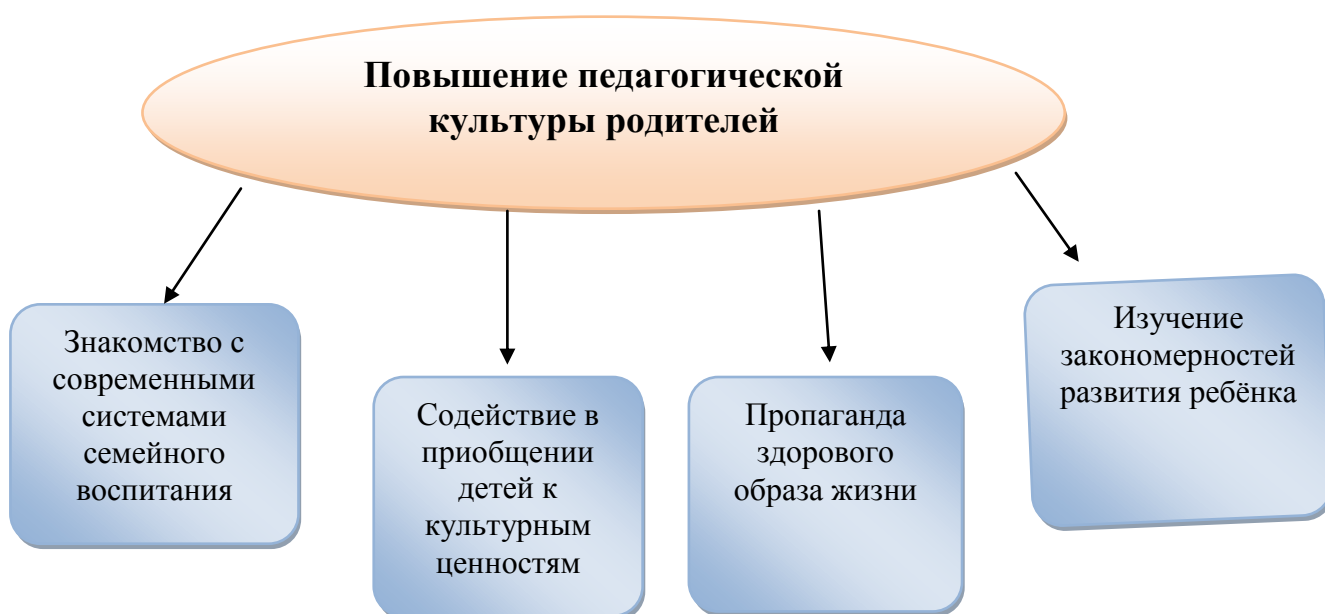 Повышение педагогической
культуры родителей
Знакомство с
современными
системами
семейного
воспитания
Содействие в
приобщении
детей к
культурным
ценностям
Пропаганда
здорового
образа жизни
Изучение
закономерностей
развития ребёнка